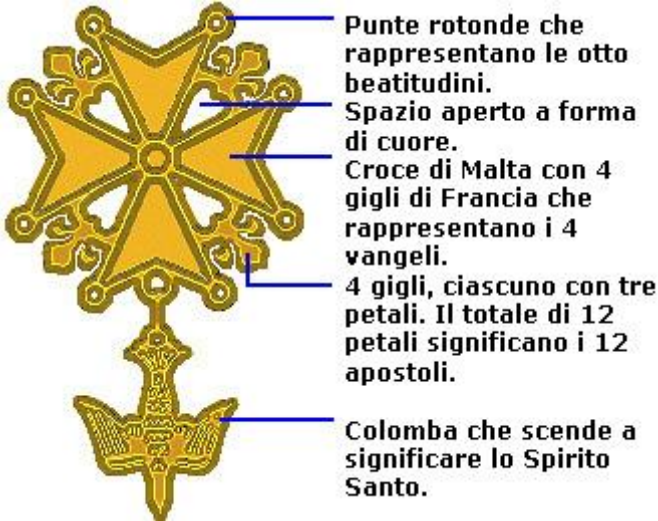 Punte rotonde che
rappresentano le otto
beatitudini.
Spazio aperto a forma
di cuore.
Croce di Malta con 4
gigli di Francia che
rappresentano i 4
vangeli.
4 gigli, ciascuno con tre
petali. Il totale di 12
petali significano i 12
apostoli.
Colomba che scende a
significare lo Spirito
Santo.